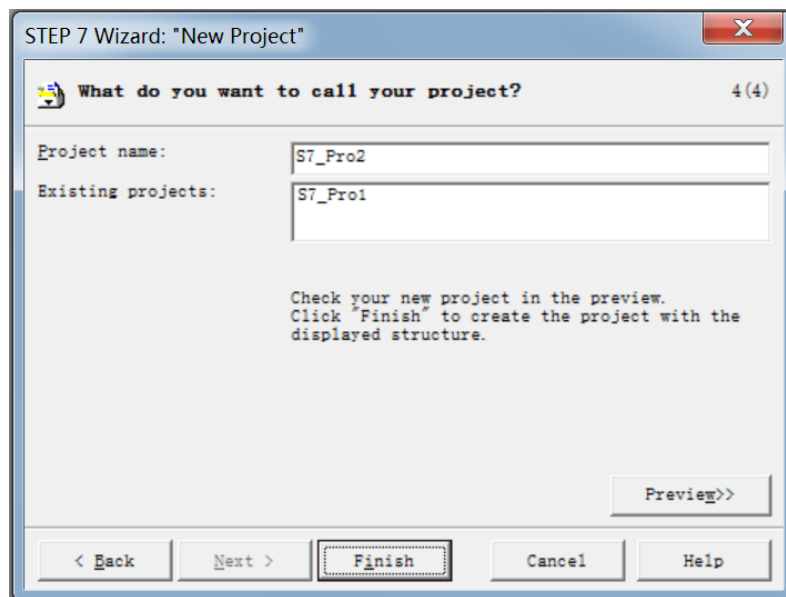 STEP 7 Wizard: "New Project"
What do you want to call your project? 4(4)
Project name: S7_Pro2
Existing projects: S7_Pro1
Check your new project in the preview.
Click "Finish" to create the project with the
displayed structure.
Preview>>
< Back Next > Finish Cancel Help